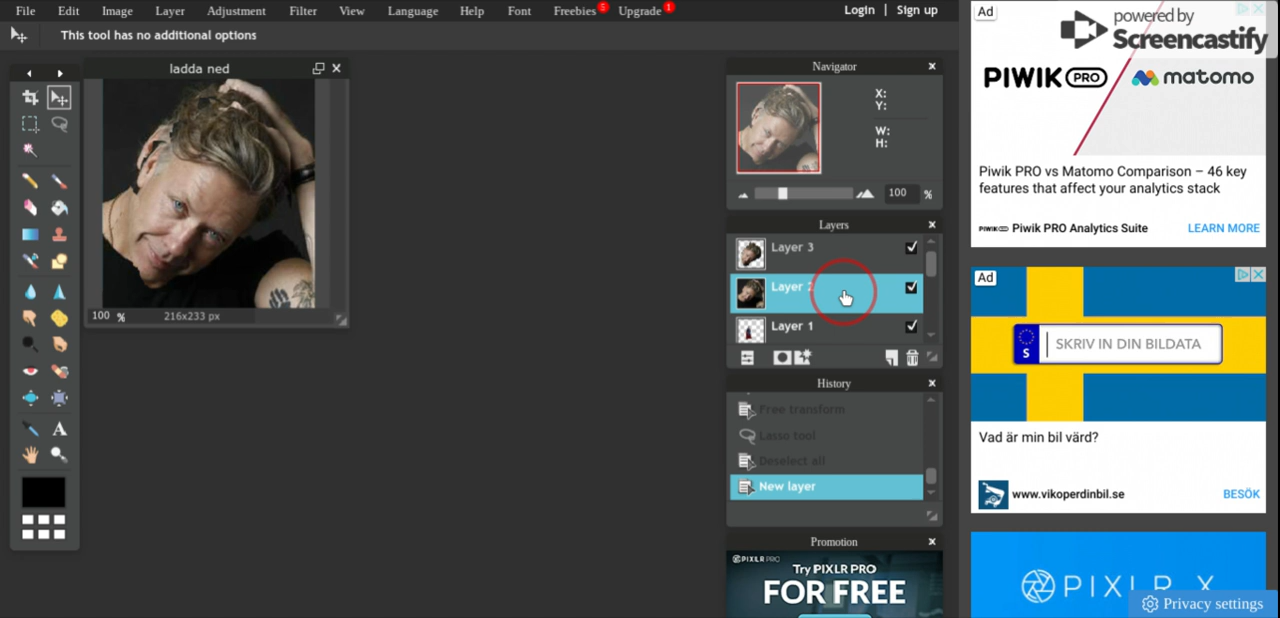 File Edit Image Layer Adjustment Filter View Language Help Font Freebies 5 Upgrade 1 Login | Sign up
This tool has no additional options
ladda ned
100 % 216x233 px
A
Navigator
X:
Y:
W:
H:
100 %
Layers
Layer 3
Layer 2
Layer 1
History
Free transform
Lasso tool
Deselect all
New layer
Promotion
PIXLR PRO
Try PIXLR PRO
FOR FREE
Ad
powered by
Screencastify
PIWIK PRO matomo
Piwik PRO vs Matomo Comparison – 46 key
features that affect your analytics stack
PIWIK PRO Piwik PRO Analytics Suite LEARN MORE
Ad
S SKRIV IN DIN BILDATA
Vad är min bil värd?
www.vikoperdinbil.se BESÖK
PIXLR X
Privacy settings